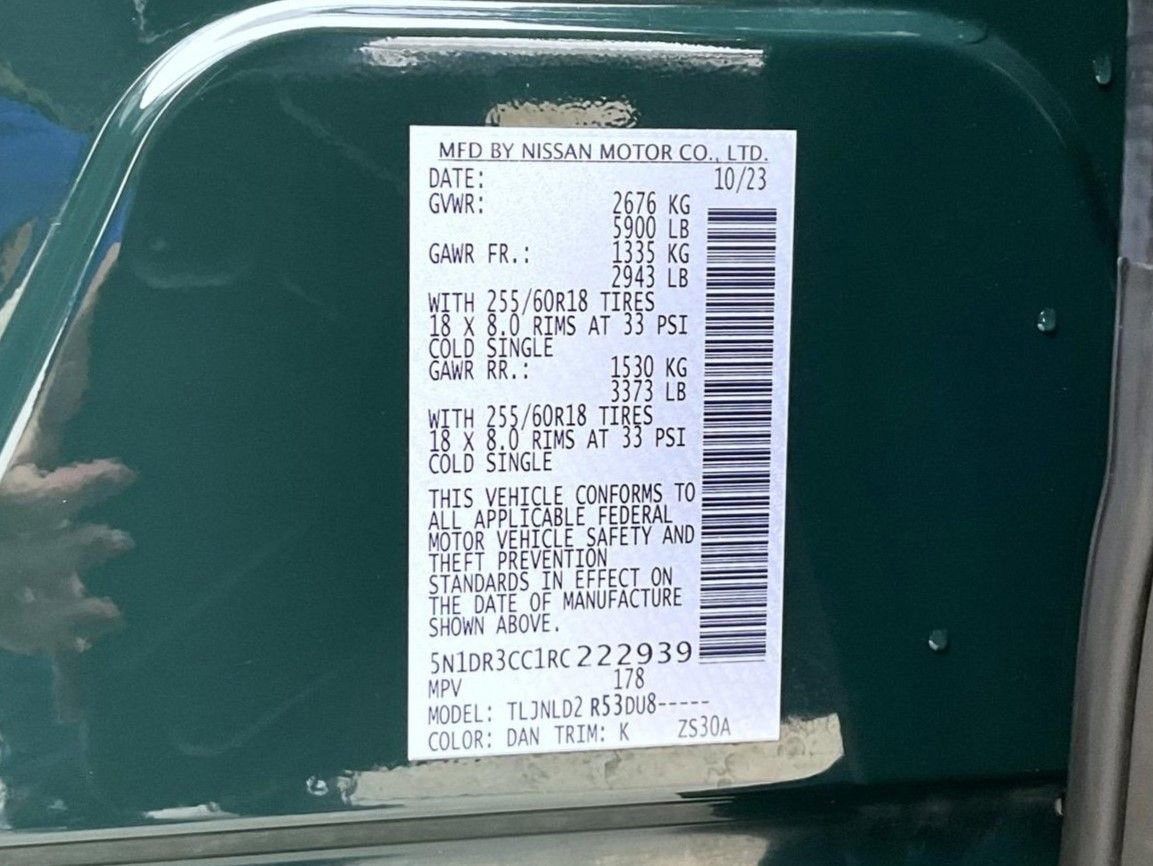 MFD BY NISSAN MOTOR CO., LTD.
DATE: 10/23
GVWR: 2676 KG
5900 LB
GAWR FR.: 1335 KG
2943 LB
WITH 255/60R18 TIRES
18 X 8.0 RIMS AT 33 PSI
COLD SINGLE
GAWR RR.: 1530 KG
3373 LB
WITH 255/60R18 TIRES
18 X 8.0 RIMS AT 33 PSI
COLD SINGLE
THIS VEHICLE CONFORMS TO
ALL APPLICABLE FEDERAL
MOTOR VEHICLE SAFETY AND
THEFT PREVENTION
STANDARDS IN EFFECT ON
THE DATE OF MANUFACTURE
SHOWN ABOVE.
5N1DR3CC1RC222939
MPV 178
MODEL: TLJNLD2 R53DU8-----
COLOR: DAN TRIM: K ZS30A